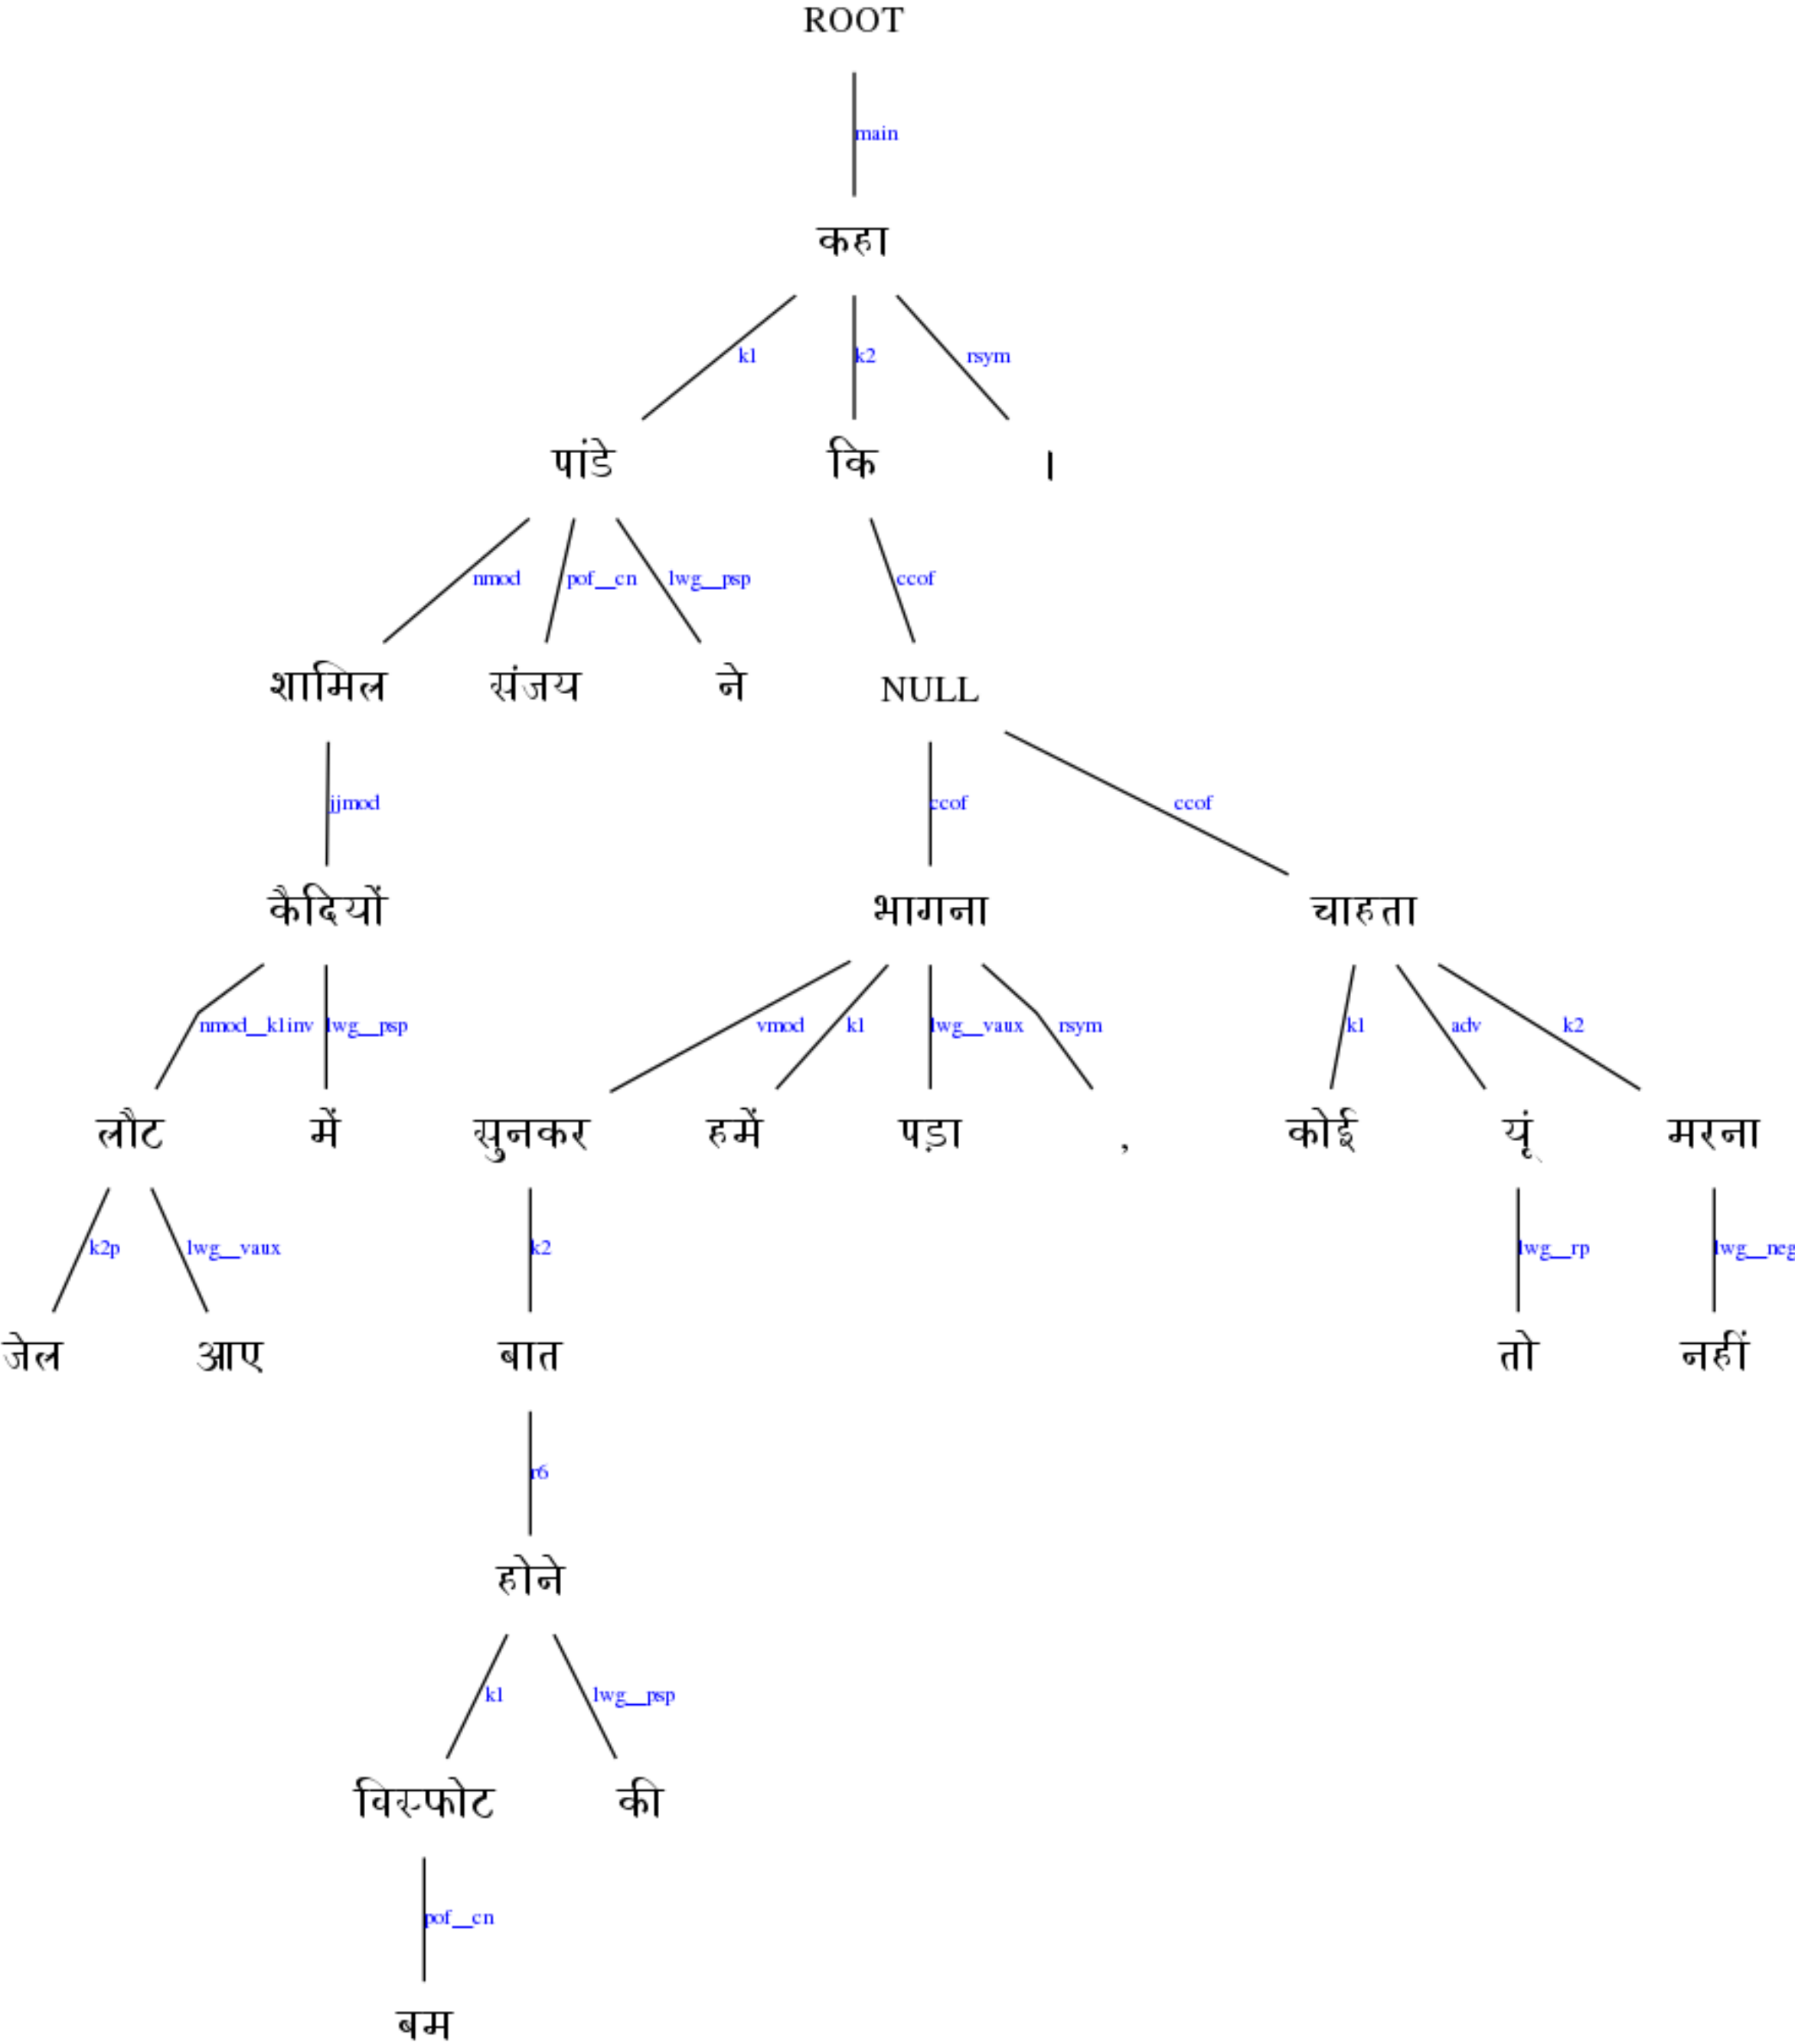 ROOT
main
कहा
k1 k2 rsym
पांडे कि ।
nmod pof__cn lwg__psp ccof
शामिल संजय ने NULL
jjmod ccof ccof
कैदियों भागना चाहता
nmod__k1inv lwg__psp vmod k1 lwg__vaux rsym k1 adv k2
लौट में सुनकर हमें पड़ा , कोई यूं मरना
k2p lwg__vaux k2 lwg__rp lwg__neg
जेल आए बात तो नहीं
r6
होने
k1 lwg__psp
विस्फोट की
pof__cn
बम